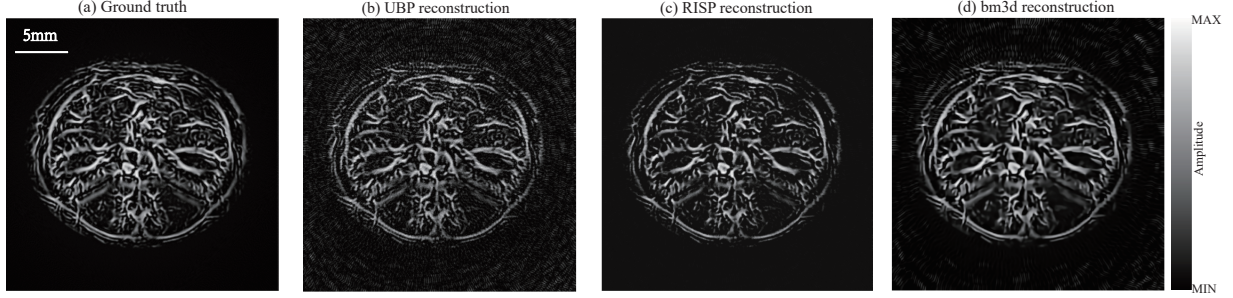 (a) Ground truth
(b) UBP reconstruction
(c) RISP reconstruction
(d) bm3d reconstruction
5mm
MAX
Amplitude
MIN